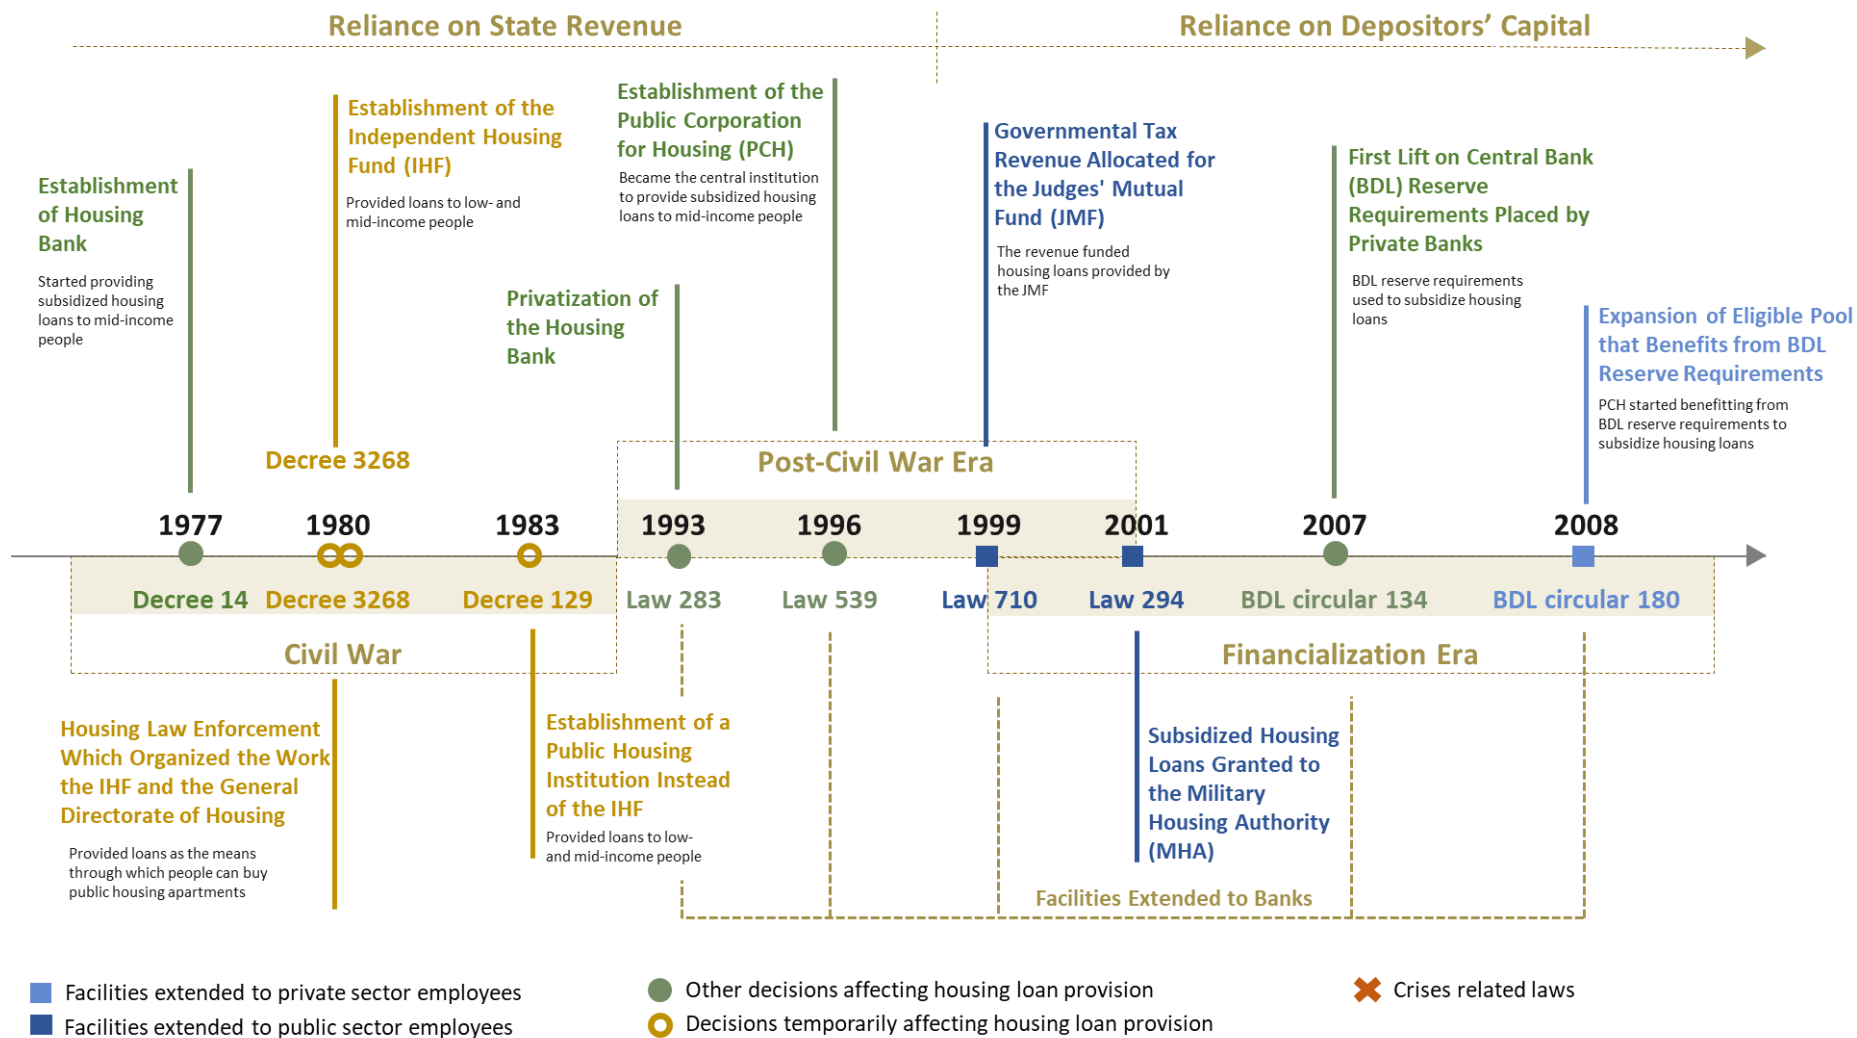 Reliance on State Revenue
Reliance on Depositors’ Capital
Establishment
of Housing
Bank
Started providing
subsidized housing
loans to mid-income
people
Establishment of the
Independent Housing
Fund (IHF)
Provided loans to low- and
mid-income people
Decree 3268
Privatization of
the Housing
Bank
Establishment of the
Public Corporation
for Housing (PCH)
Became the central institution
to provide subsidized housing
loans to mid-income people
Governmental Tax
Revenue Allocated for
the Judges' Mutual
Fund (JMF)
The revenue funded
housing loans provided by
the JMF
First Lift on Central Bank
(BDL) Reserve
Requirements Placed by
Private Banks
BDL reserve requirements
used to subsidize housing
loans
Expansion of Eligible Pool
that Benefits from BDL
Reserve Requirements
PCH started benefitting from
BDL reserve requirements to
subsidize housing loans
Post-Civil War Era
1977
1980
1983
1993
1996
1999
2001
2007
2008
Decree 14
Decree 3268
Decree 129
Law 283
Law 539
Law 710
Law 294
BDL circular 134
BDL circular 180
Civil War
Financialization Era
Housing Law Enforcement
Which Organized the Work
the IHF and the General
Directorate of Housing
Provided loans as the means
through which people can buy
public housing apartments
Establishment of a
Public Housing
Institution Instead
of the IHF
Provided loans to low-
and mid-income people
Subsidized Housing
Loans Granted to
the Military
Housing Authority
(MHA)
Facilities Extended to Banks
Facilities extended to private sector employees
Facilities extended to public sector employees
Other decisions affecting housing loan provision
Decisions temporarily affecting housing loan provision
Crises related laws